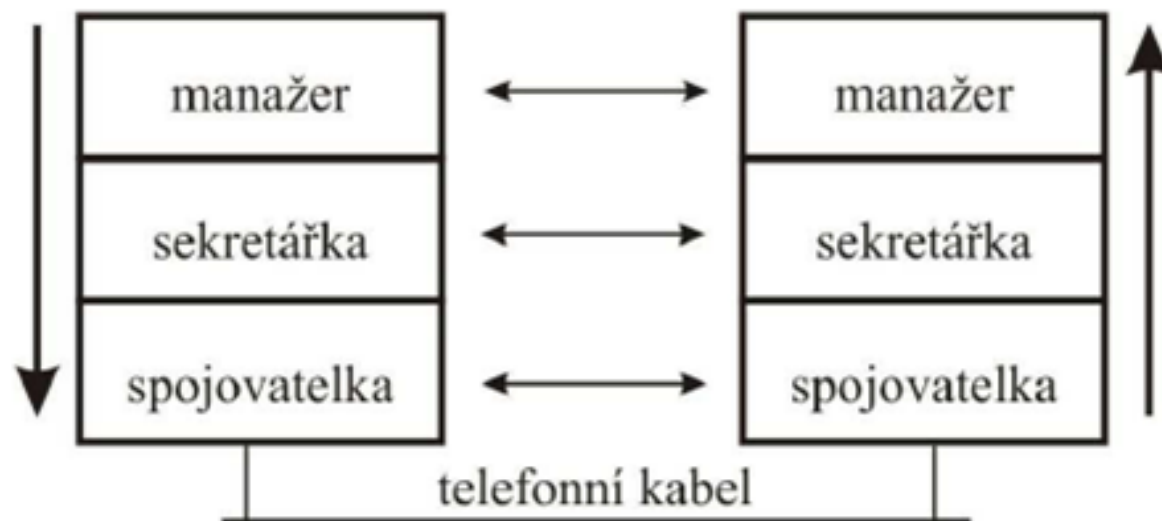 manažer manažer
sekretářka sekretářka
spojovatelka spojovatelka
telefonní kabel